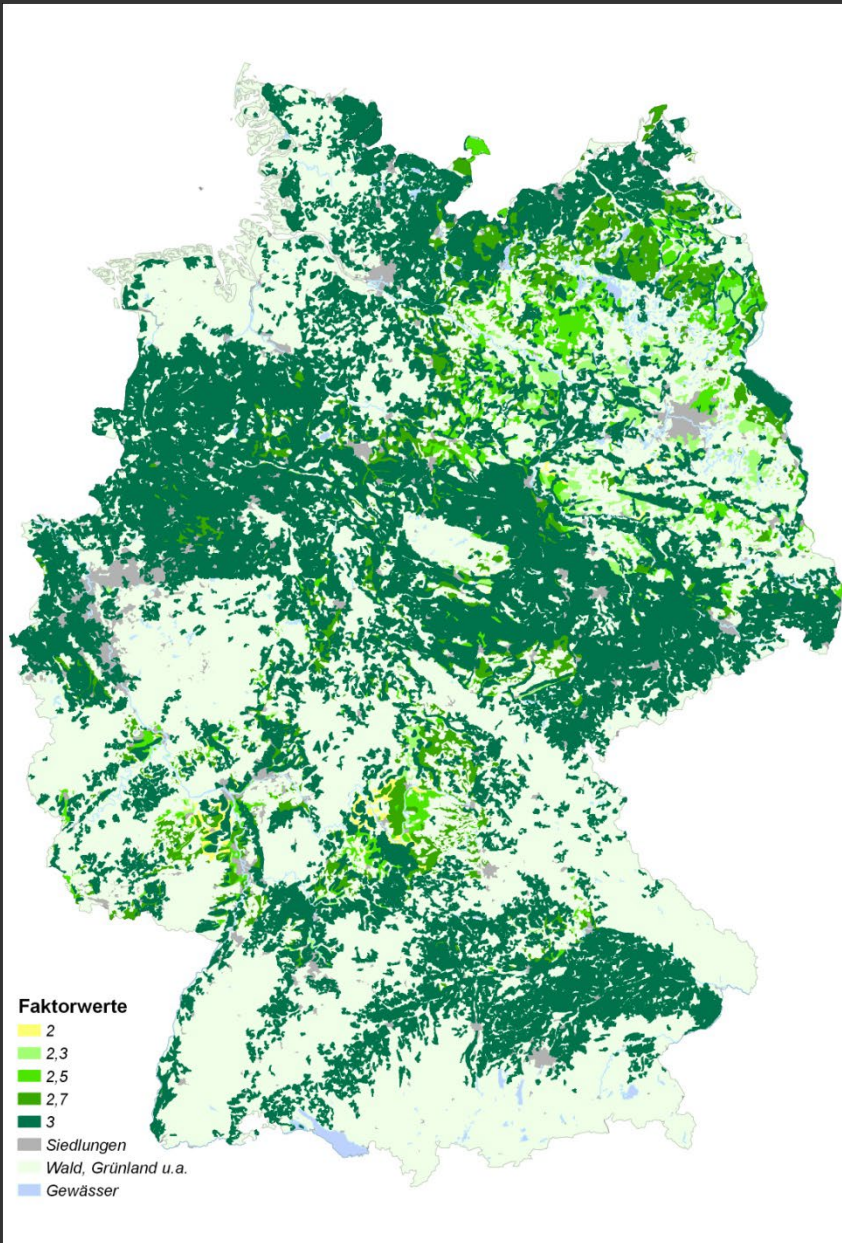 Faktorwerte
2
2,3
2,5
2,7
3
Siedlungen
Wald, Grünland u.a.
Gewässer